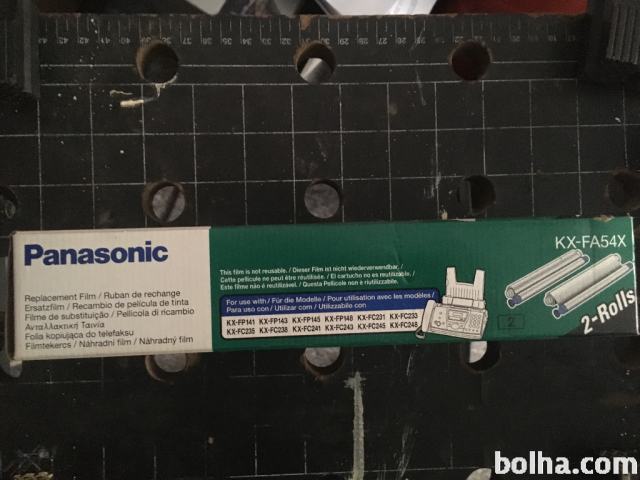 Panasonic
Replacement Film / Ruban de rechange
Ersatzfilm / Recambio de película de tinta
Filme de substituição / Pellicola di ricambio
Ανταλλακτική Ταινία
Folia kopiująca do telefaksu
Filmtekercs / Náhradní film / Náhradný film
This film is not reusable. / Dieser Film ist nicht wiederverwendbar. /
Cette pellicule ne peut être réutilisée. / El cartucho no es reutilizable. /
Este filme não é reutilizável. / Questa Pellicola non è riutilizzabile.
For use with / Für die Modelle / Pour utilisation avec les modèles /
Para uso con / Utilizar com / Utilizzabile con
KX-FP141 KX-FP143 KX-FP145 KX-FP148 KX-FC231 KX-FC233
KX-FC235 KX-FC238 KX-FC241 KX-FC243 KX-FC245 KX-FC248
2
KX-FA54X
2-Rolls
bolha.com